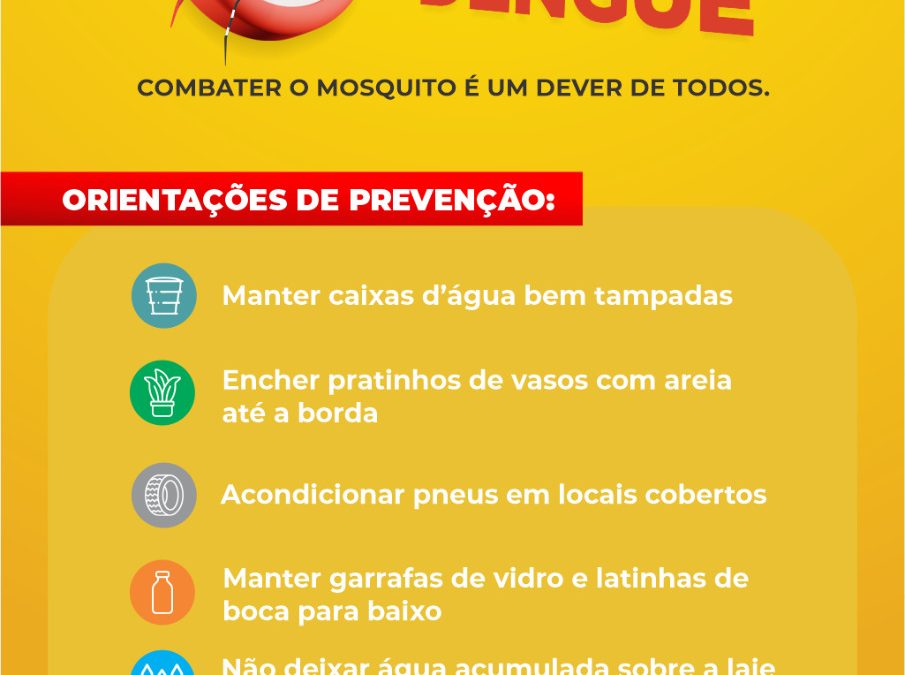 DENGUE
COMBATER O MOSQUITO É UM DEVER DE TODOS.
ORIENTAÇÕES DE PREVENÇÃO:
Manter caixas d’água bem tampadas
Encher pratinhos de vasos com areia
até a borda
Acondicionar pneus em locais cobertos
Manter garrafas de vidro e latinhas de
boca para baixo
Não deixar água acumulada sobre a laje